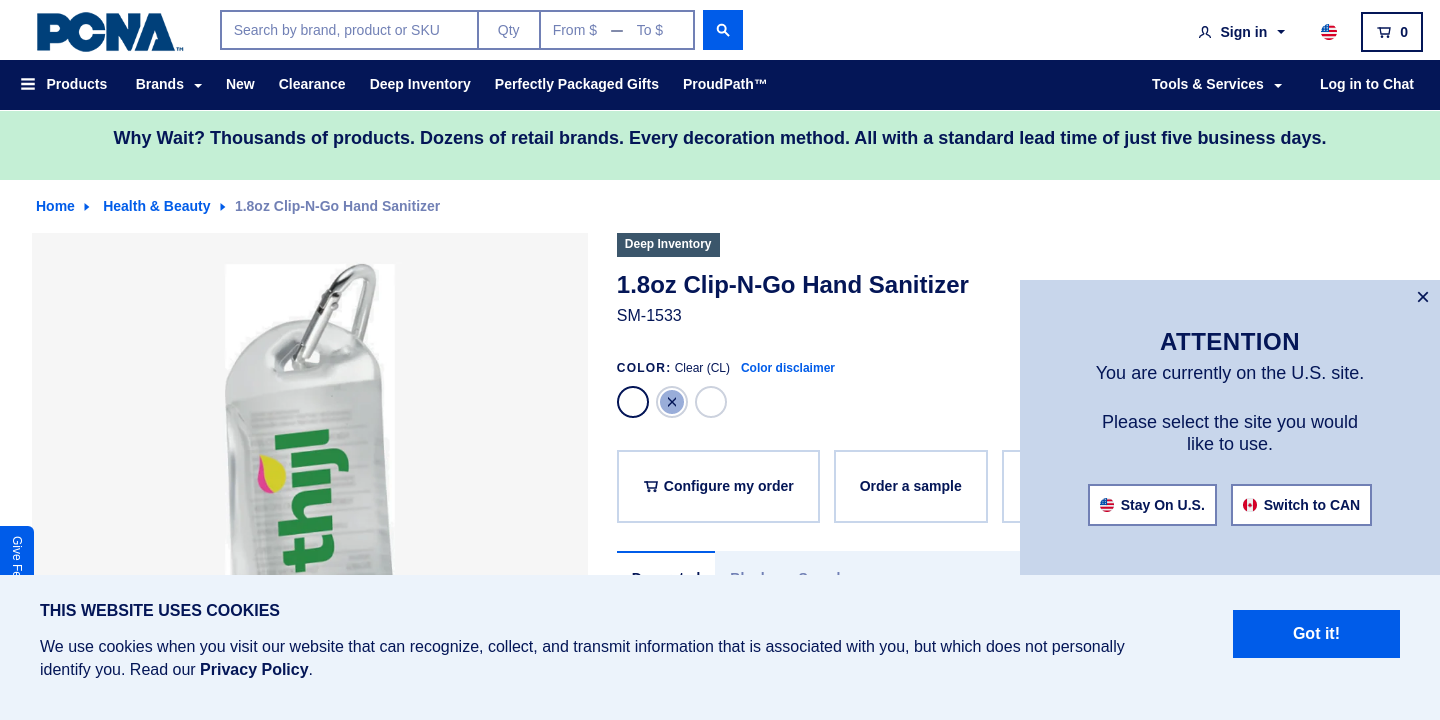 PCNA™
Search by brand, product or SKU
Qty
From $ — To $
Sign in
0
Products
Brands
New
Clearance
Deep Inventory
Perfectly Packaged Gifts
ProudPath™
Tools & Services
Log in to Chat
Why Wait? Thousands of products. Dozens of retail brands. Every decoration method. All with a standard lead time of just five business days.
Home
Health & Beauty
1.8oz Clip-N-Go Hand Sanitizer
thijl
Deep Inventory
1.8oz Clip-N-Go Hand Sanitizer
SM-1533
COLOR: Clear (CL) Color disclaimer
Configure my order
Order a sample
ATTENTION
You are currently on the U.S. site.
Please select the site you would
like to use.
Stay On U.S.
Switch to CAN
Give Fe
THIS WEBSITE USES COOKIES
We use cookies when you visit our website that can recognize, collect, and transmit information that is associated with you, but which does not personally
identify you. Read our Privacy Policy.
Got it!